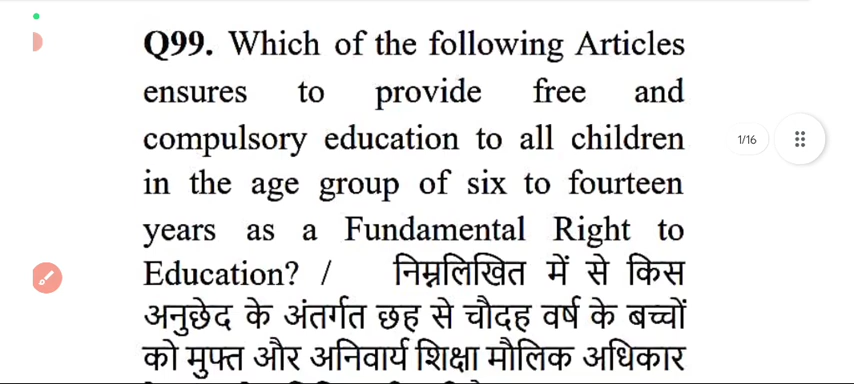 Q99. Which of the following Articles
ensures to provide free and
compulsory education to all children
1/16
in the age group of six to fourteen
years as a Fundamental Right to
Education? / निम्नलिखित में से किस
अनुछेद के अंतर्गत छह से चौदह वर्ष के बच्चों
को मुफ्त और अनिवार्य शिक्षा मौलिक अधिकार